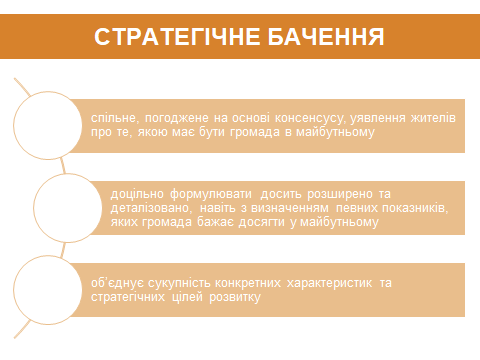 СТРАТЕГІЧНЕ БАЧЕННЯ
спільне, погоджене на основі консенсусу, уявлення жителів
про те, якою має бути громада в майбутньому
доцільно формулювати досить розширено та
деталізовано, навіть з визначенням певних показників,
яких громада бажає досягти у майбутньому
об’єднує сукупність конкретних характеристик та
стратегічних цілей розвитку